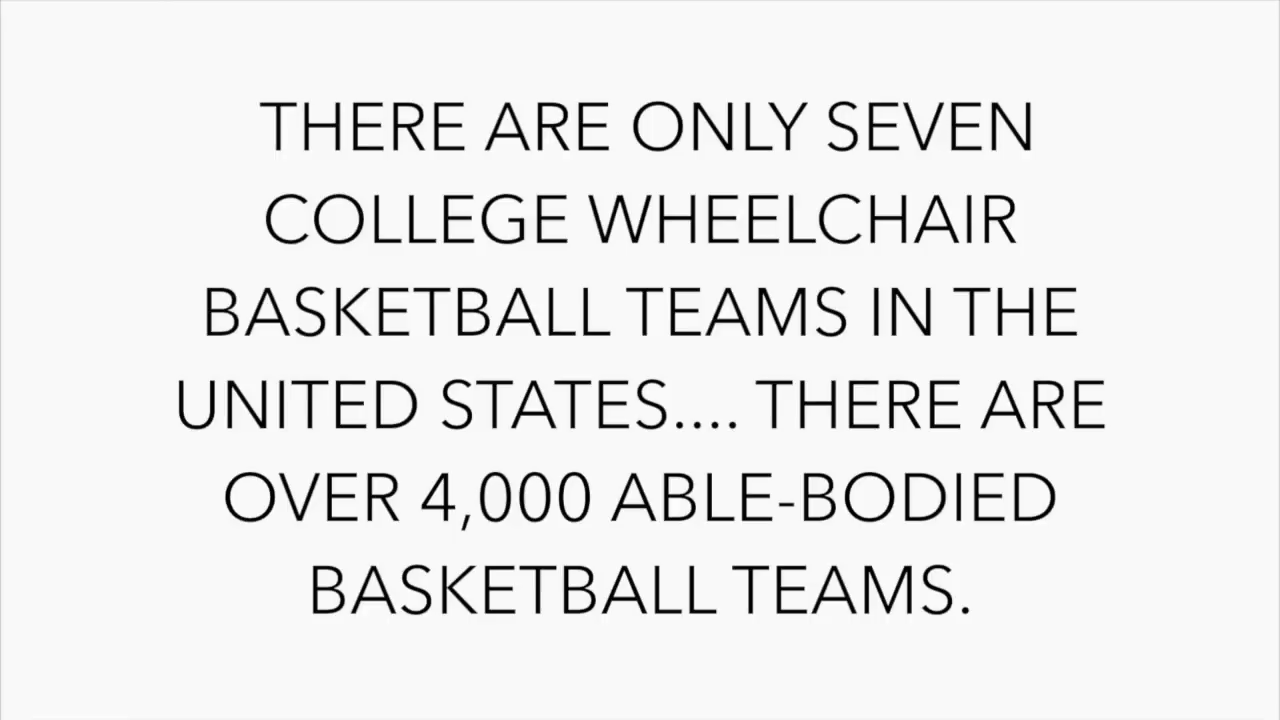 THERE ARE ONLY SEVEN
COLLEGE WHEELCHAIR
BASKETBALL TEAMS IN THE
UNITED STATES.... THERE ARE
OVER 4,000 ABLE-BODIED
BASKETBALL TEAMS.